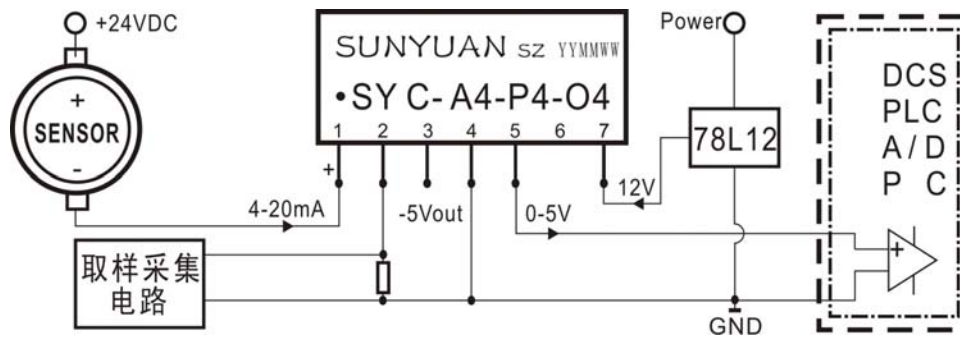 +24VDC
+
SENSOR
-
SUNYUAN SZ YYMMWW
•SY C- A4-P4-O4
1 2 3 4 5 6 7
+
4-20mA
-5Vout
0-5V
12V
Power
78L12
GND
取样采集
电路
DCS
PLC
A/D
P C
+